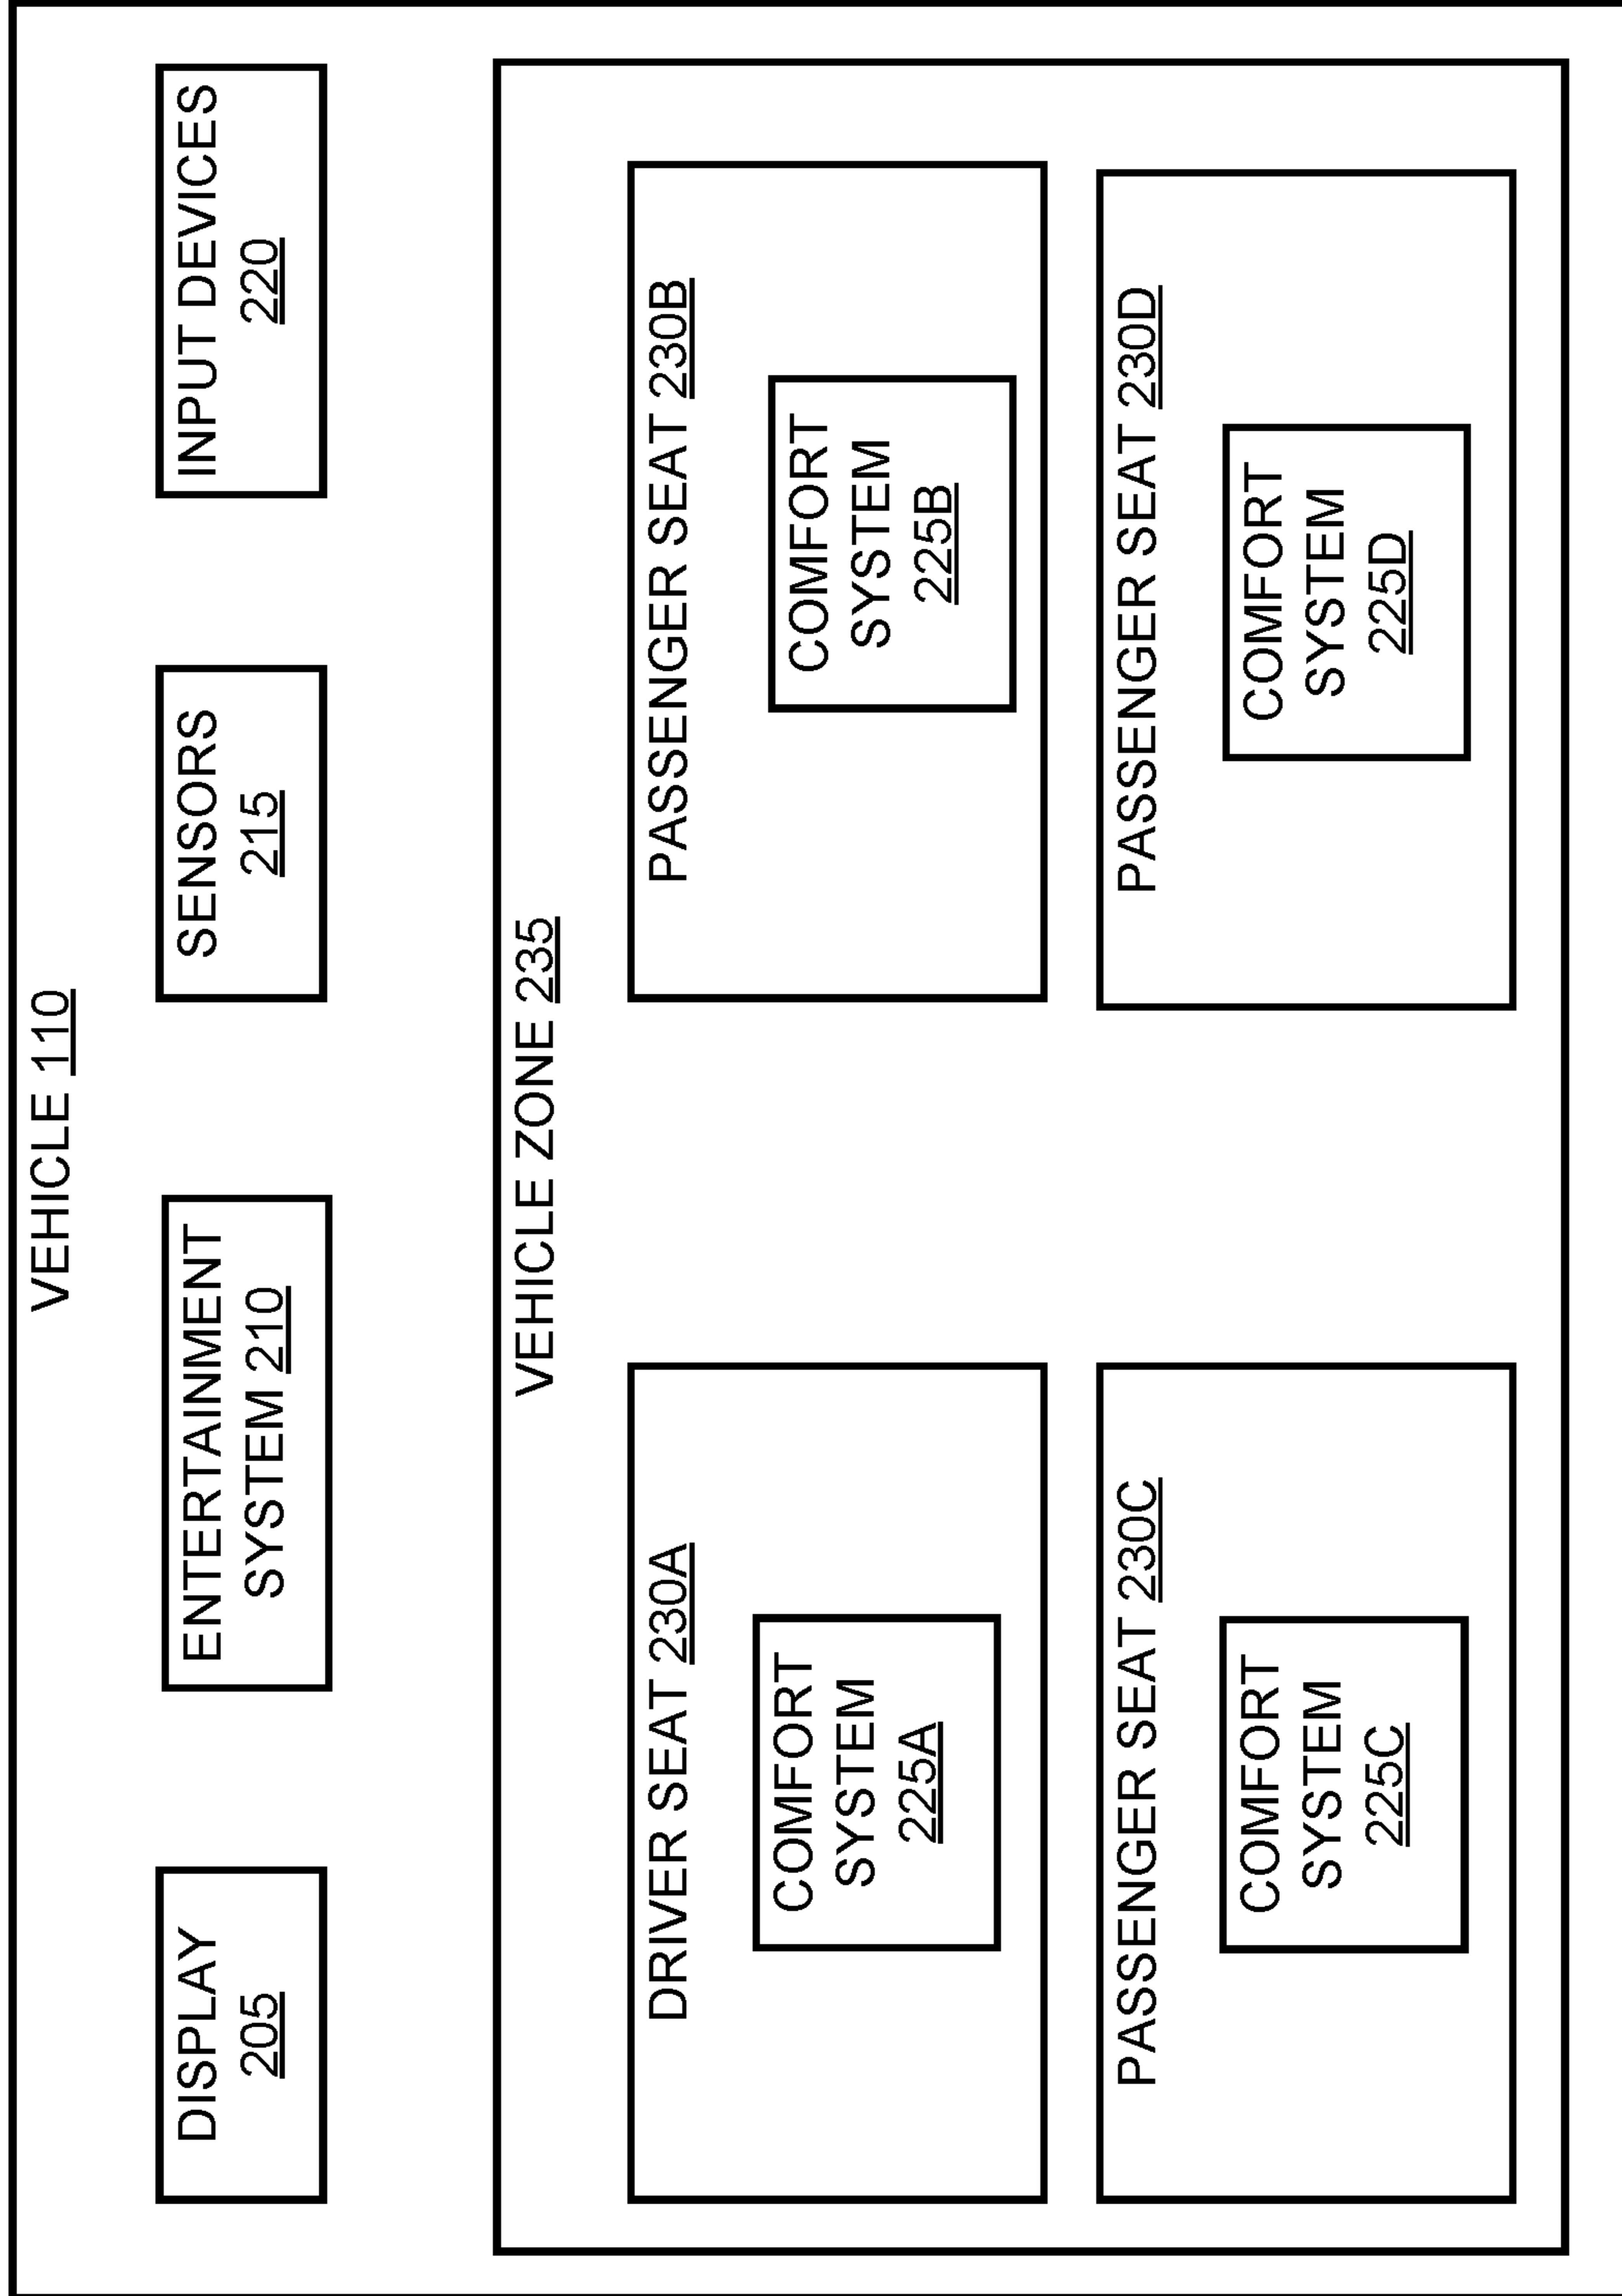 VEHICLE 110
DISPLAY
205
ENTERTAINMENT
SYSTEM 210
SENSORS
215
INPUT DEVICES
220
VEHICLE ZONE 235
DRIVER SEAT 230A
COMFORT
SYSTEM
225A
PASSENGER SEAT 230B
COMFORT
SYSTEM
225B
PASSENGER SEAT 230C
COMFORT
SYSTEM
225C
PASSENGER SEAT 230D
COMFORT
SYSTEM
225D